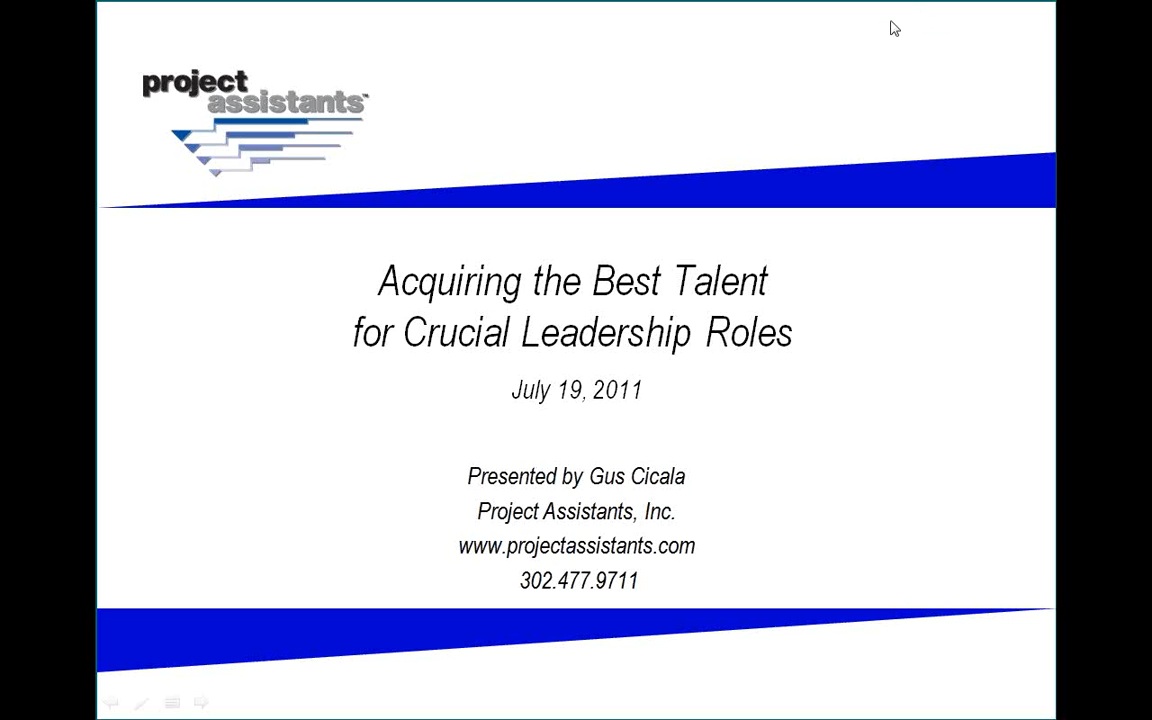 project
assistants™
Acquiring the Best Talent
for Crucial Leadership Roles
July 19, 2011
Presented by Gus Cicala
Project Assistants, Inc.
www.projectassistants.com
302.477.9711